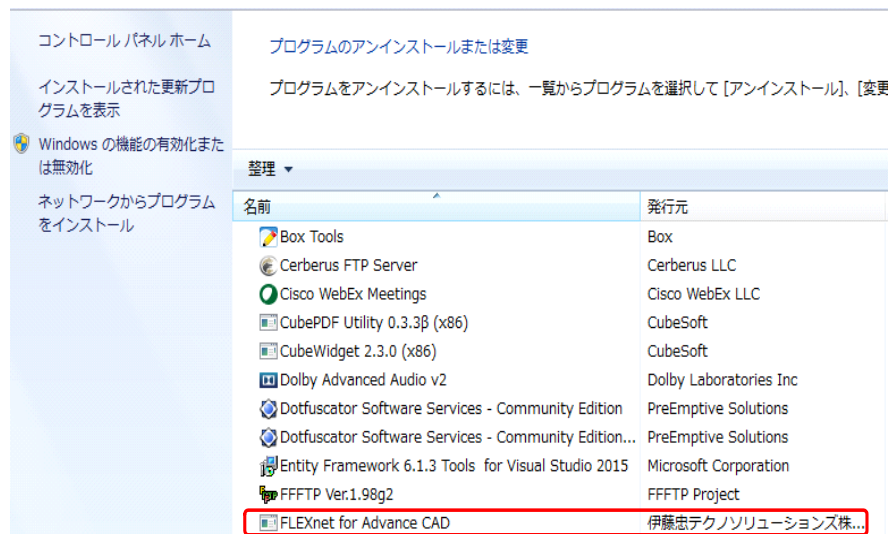 コントロール パネル ホーム
インストールされた更新プロ
グラムを表示
Windows の機能の有効化また
は無効化
ネットワークからプログラム
をインストール
プログラムのアンインストールまたは変更
プログラムをアンインストールするには、一覧からプログラムを選択して [アンインストール]、[変更
整理
名前 発行元
Box Tools Box
Cerberus FTP Server Cerberus LLC
Cisco WebEx Meetings Cisco WebEx LLC
CubePDF Utility 0.3.3β (x86) CubeSoft
CubeWidget 2.3.0 (x86) CubeSoft
Dolby Advanced Audio v2 Dolby Laboratories Inc
Dotfuscator Software Services - Community Edition PreEmptive Solutions
Dotfuscator Software Services - Community Edition... PreEmptive Solutions
Entity Framework 6.1.3 Tools for Visual Studio 2015 Microsoft Corporation
FFFTP Ver.1.98g2 FFFTP Project
FLEXnet for Advance CAD 伊藤忠テクノソリューションズ株...